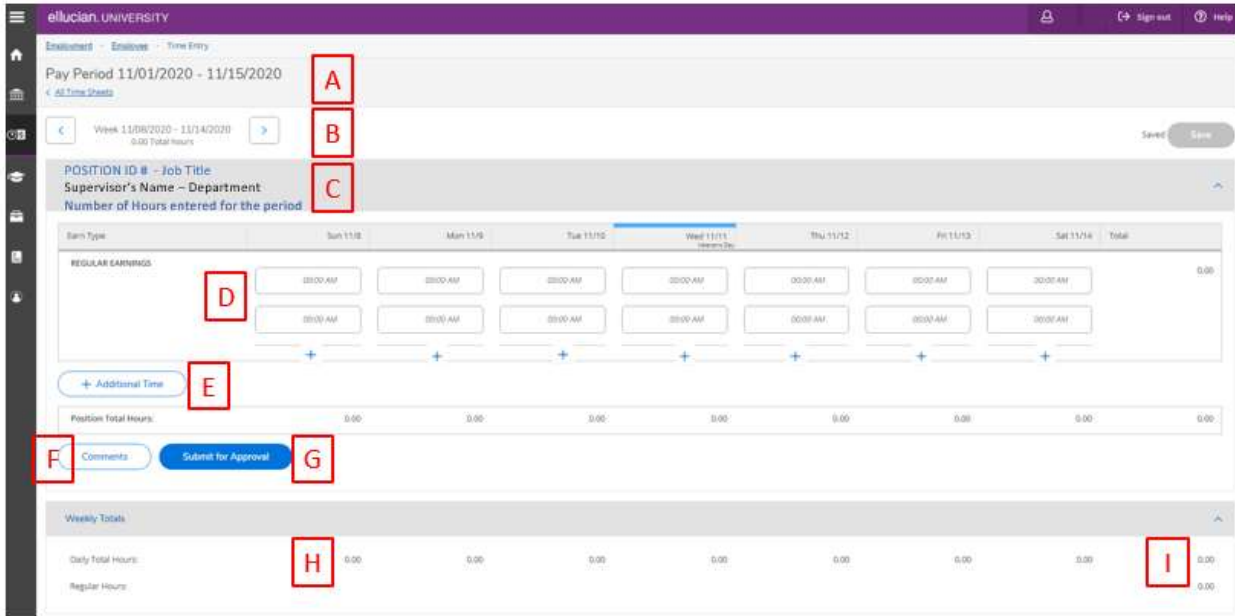 ellucian. UNIVERSITY
Sign out
Help
Employment · Employee · Time Entry
Pay Period 11/01/2020 - 11/15/2020
A
< All Time Sheets
< Week 11/08/2020 - 11/14/2020 >
0.00 Total hours
B
Saved
Save
POSITION ID # - Job Title
Supervisor's Name – Department
Number of Hours entered for the period
C
Earn Type Sun 11/8 Mon 11/9 Tue 11/10 Wed 11/11 Thu 11/12 Fri 11/13 Sat 11/14 Total
Veterans Day
REGULAR EARNINGS
0.00
00:00 AM 00:00 AM 00:00 AM 00:00 AM 00:00 AM 00:00 AM 00:00 AM
D
00:00 AM 00:00 AM 00:00 AM 00:00 AM 00:00 AM 00:00 AM 00:00 AM
+ + + + + + +
+ Additional Time
E
Position Total Hours: 0.00 0.00 0.00 0.00 0.00 0.00 0.00 0.00
F
Comments
Submit for Approval
G
Weekly Totals
Daily Total Hours: 0.00 0.00 0.00 0.00 0.00 0.00 0.00 0.00
H
I
Regular Hours: 0.00